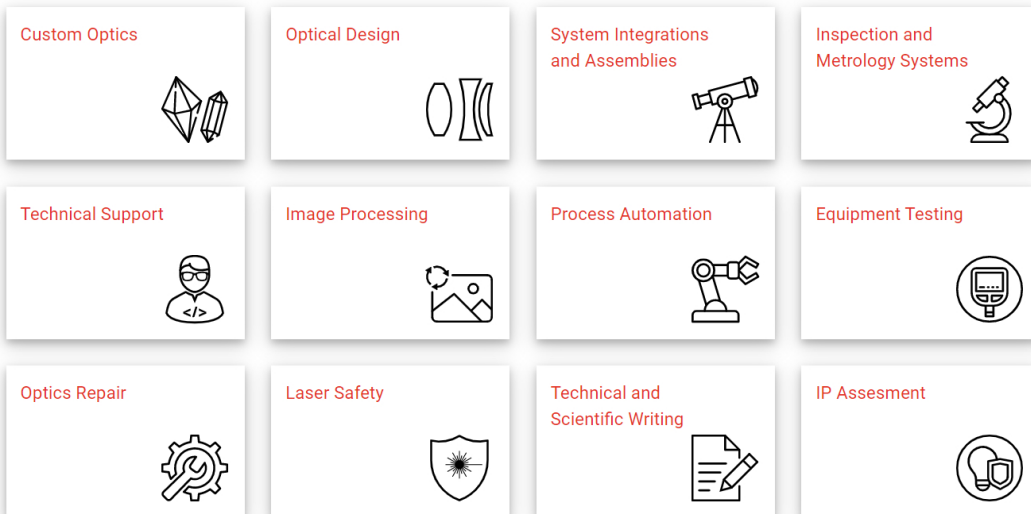 Custom Optics
Optical Design
System Integrations
and Assemblies
Inspection and
Metrology Systems
Technical Support
</>
Image Processing
Process Automation
Equipment Testing
Optics Repair
Laser Safety
Technical and
Scientific Writing
IP Assesment